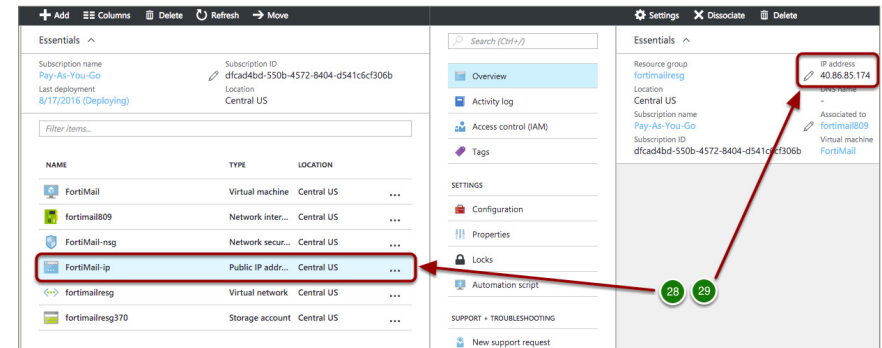 Add Columns Delete Refresh Move
Settings Dissociate Delete
Essentials
Subscription name
Pay-As-You-Go
Last deployment
8/17/2016 (Deploying)
Subscription ID
dfcad4bd-550b-4572-8404-d541c6cf306b
Location
Central US
Filter items...
NAME TYPE LOCATION
FortiMail Virtual machine Central US ...
fortimail809 Network inter... Central US ...
FortiMail-nsg Network secur... Central US ...
FortiMail-ip Public IP addr... Central US ...
fortimailresg Virtual network Central US ...
fortimailresg370 Storage account Central US ...
Search (Ctrl+/)
Overview
Activity log
Access control (IAM)
Tags
SETTINGS
Configuration
Properties
Locks
Automation script
SUPPORT + TROUBLESHOOTING
New support request
Essentials
Resource group
fortimailresg
Location
Central US
Subscription name
Pay-As-You-Go
Subscription ID
dfcad4bd-550b-4572-8404-d541c6cf306b
IP address
40.86.85.174
DNS name
-
Associated to
fortimail809
Virtual machine
FortiMail
28 29